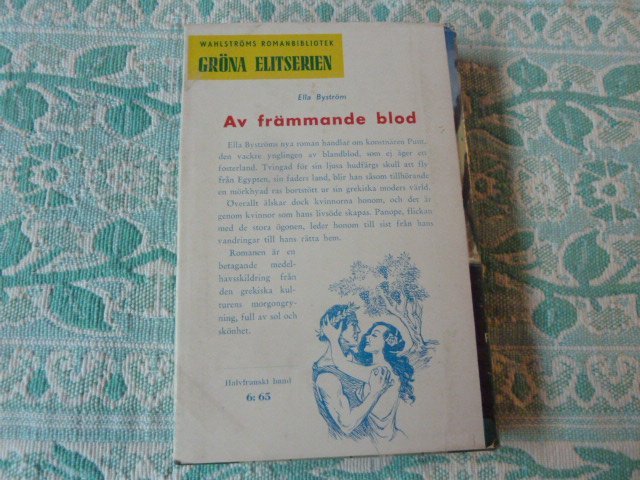 WAHLSTRÖMS ROMANBIBLIOTEK
GRÖNA ELITSERIEN
Ella Byström
Av främmande blod
Ella Byströms nya roman handlar om konstnären Punt,
den vackre ynglingen av blandblod, som ej äger ett
fosterland. Tvingad för sin ljusa hudfärgs skull att fly
från Egypten, sin faders land, blir han såsom tillhörande
en mörkhyad ras bortstött ur sin grekiska moders värld.
Överallt älskar dock kvinnorna honom, och det är
genom kvinnor som hans livsöde skapas. Panope, flickan
med de stora ögonen, leder honom till sist från hans
vandringar till hans rätta hem.
Romanen är en
betagande medel-
havsskildring från
den grekiska kul-
turens morgongry-
ning, full av sol och
skönhet.
Halvfranskt band
6: 65